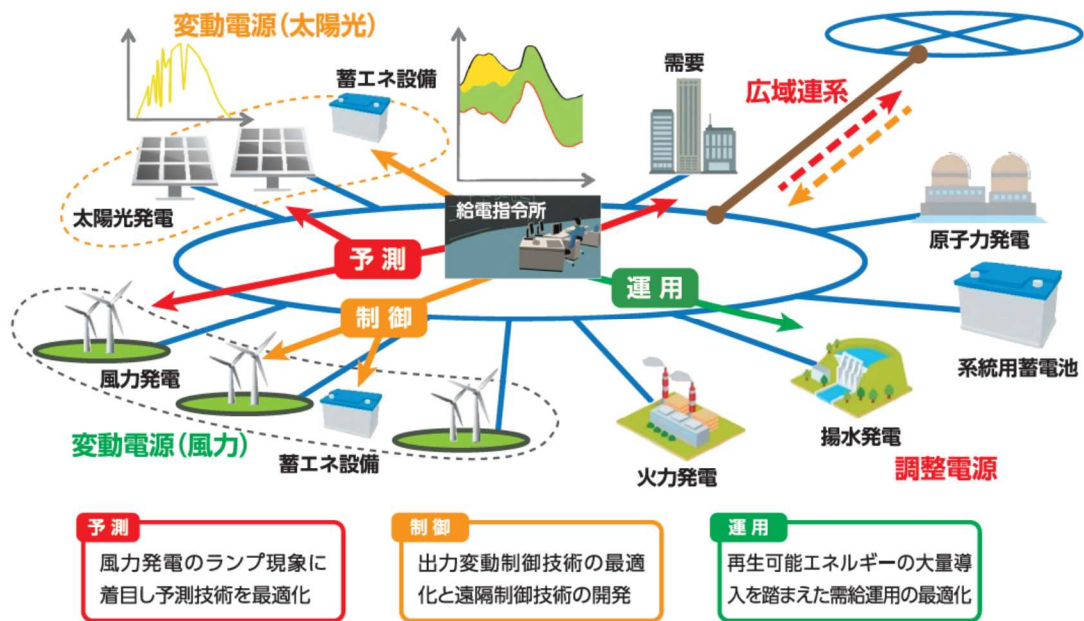 変動電源(太陽光)
蓄エネ設備
需要
広域連系
太陽光発電
給電指令所
原子力発電
予測
運用
制御
風力発電
系統用蓄電池
変動電源(風力)
蓄エネ設備
火力発電
揚水発電
調整電源
予測
風力発電のランプ現象に
着目し予測技術を最適化
制御
出力変動制御技術の最適
化と遠隔制御技術の開発
運用
再生可能エネルギーの大量導
入を踏まえた需給運用の最適化